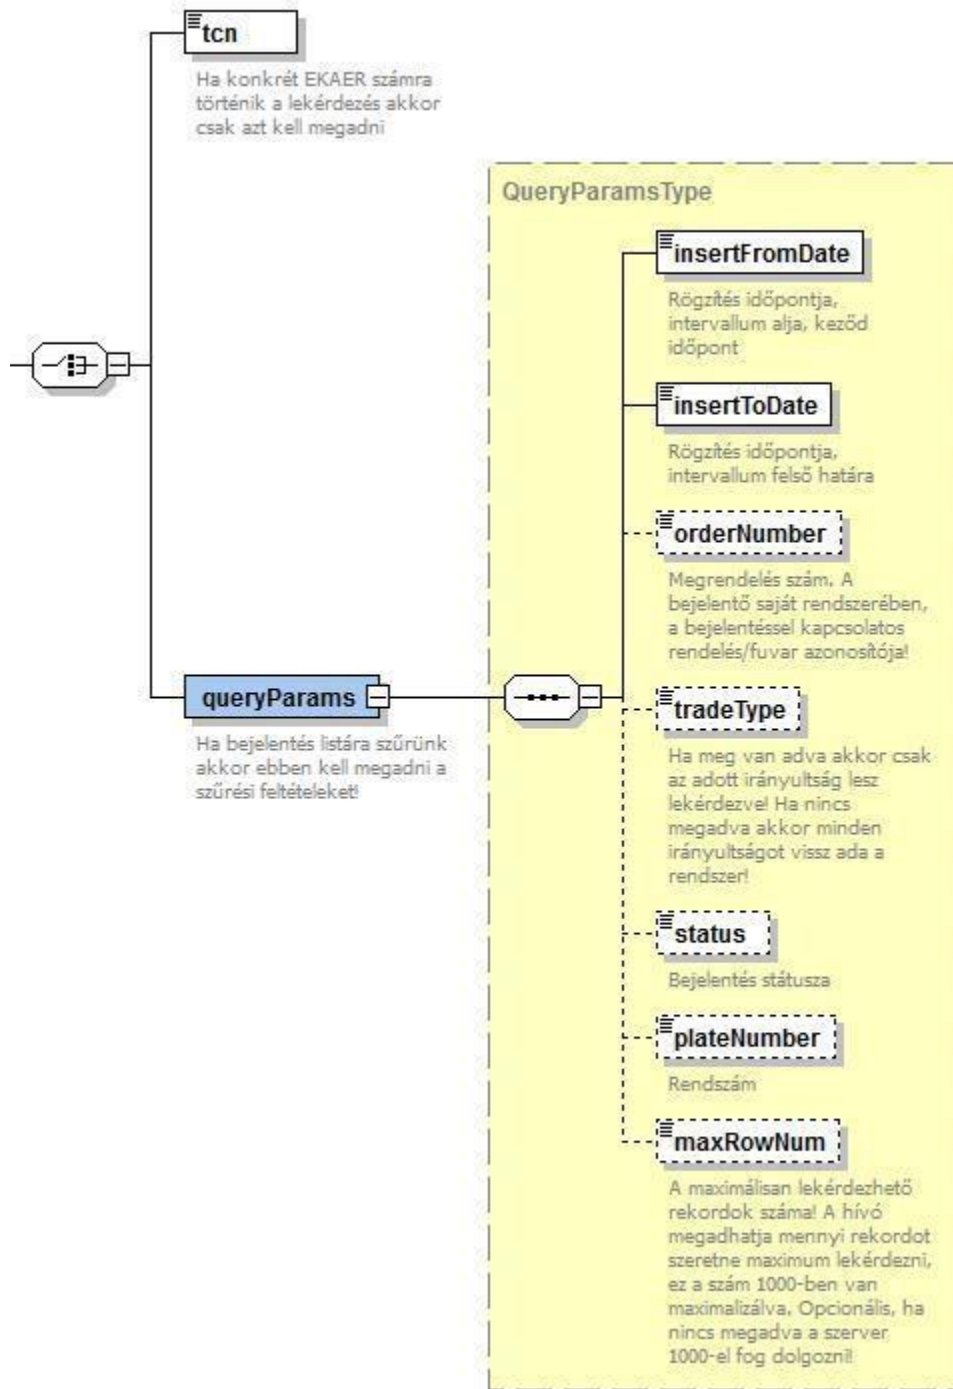 tcn
Ha konkrét EKAER számra
történik a lekérdezés akkor
csak azt kell megadni
QueryParamsType
insertFromDate
Rögzítés időpontja,
intervallum alja, keződ
időpont
insertToDate
Rögzítés időpontja,
intervallum felső határa
orderNumber
Megrendelés szám. A
bejelentő saját rendszerében,
a bejelentéssel kapcsolatos
rendelés/fuvar azonosítója!
queryParams
Ha bejelentés listára szűrünk
akkor ebben kell megadni a
szűrési feltételeket!
tradeType
Ha meg van adva akkor csak
az adott irányultság lesz
lekérdezve! Ha nincs
megadva akkor minden
irányultságot vissz ada a
rendszer!
status
Bejelentés státusza
plateNumber
Rendszám
maxRowNum
A maximálisan lekérdezhető
rekordok száma! A hívó
megadhatja mennyi rekordot
szeretne maximum lekérdezni,
ez a szám 1000-ben van
maximalizálva. Opcionális, ha
nincs megadva a szerver
1000-el fog dolgozni!